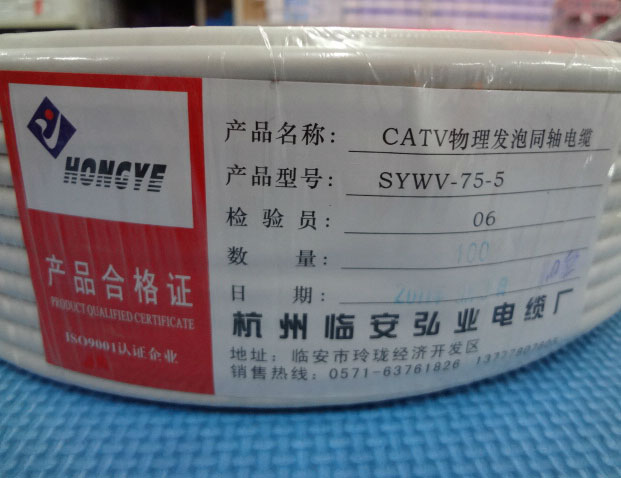 HONGYE
产品合格证
PRODUCT QUALIFIED CERTIFICATE
ISO9001认证企业
产品名称: CATV物理发泡同轴电缆
产品型号: SYWV-75-5
检验员: 06
数量: 100
日期:
杭州临安弘业电缆厂
地址: 临安市玲珑经济开发区
销售热线: 0571-63761826